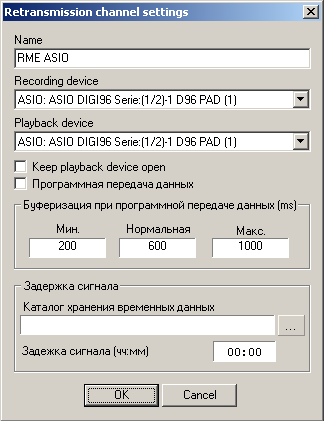 Retransmission channel settings
Name
RME ASIO
Recording device
ASIO: ASIO DIGI96 Serie:(1/2)-1 D96 PAD (1)
Playback device
ASIO: ASIO DIGI96 Serie:(1/2)-1 D96 PAD (1)
Keep playback device open
Программная передача данных
Буферизация при программной передаче данных (ms)
Мин. Нормальная Макс.
200 600 1000
Задержка сигнала
Каталог хранения временных данных
...
Задежка сигнала (чч:мм) 00:00
OK Cancel